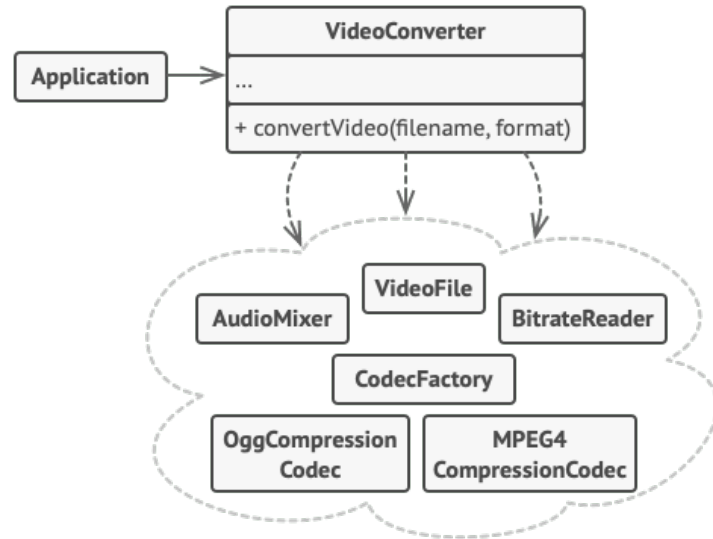 VideoConverter
Application
...
+ convertVideo(filename, format)
VideoFile
AudioMixer
BitrateReader
CodecFactory
OggCompression
Codec
MPEG4
CompressionCodec